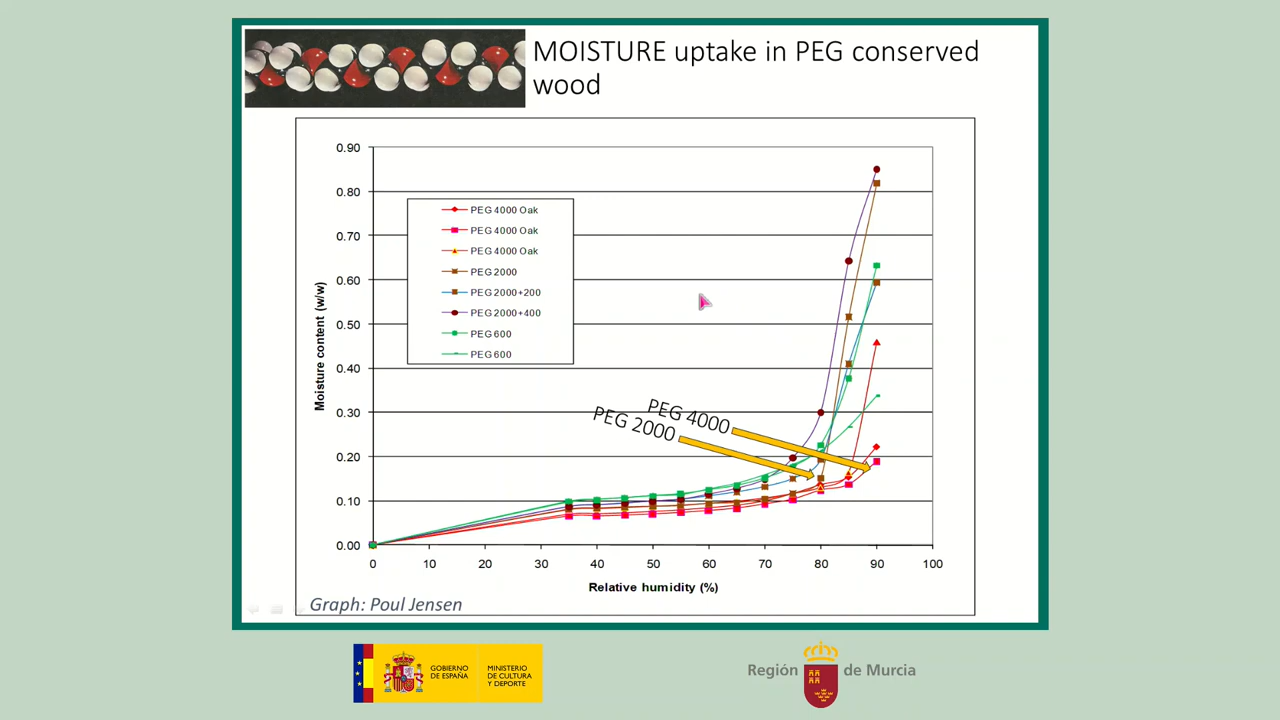 MOISTURE uptake in PEG conserved
wood
0.90
0.80
0.70
0.60
0.50
0.40
0.30
0.20
0.10
0.00
Moisture content (w/w)
PEG 4000 Oak
PEG 4000 Oak
PEG 4000 Oak
PEG 2000
PEG 2000+200
PEG 2000+400
PEG 600
PEG 600
PEG 4000
PEG 2000
0 10 20 30 40 50 60 70 80 90 100
Relative humidity (%)
Graph: Poul Jensen
GOBIERNO
DE ESPAÑA
MINISTERIO
DE CULTURA
Y DEPORTE
Región de Murcia